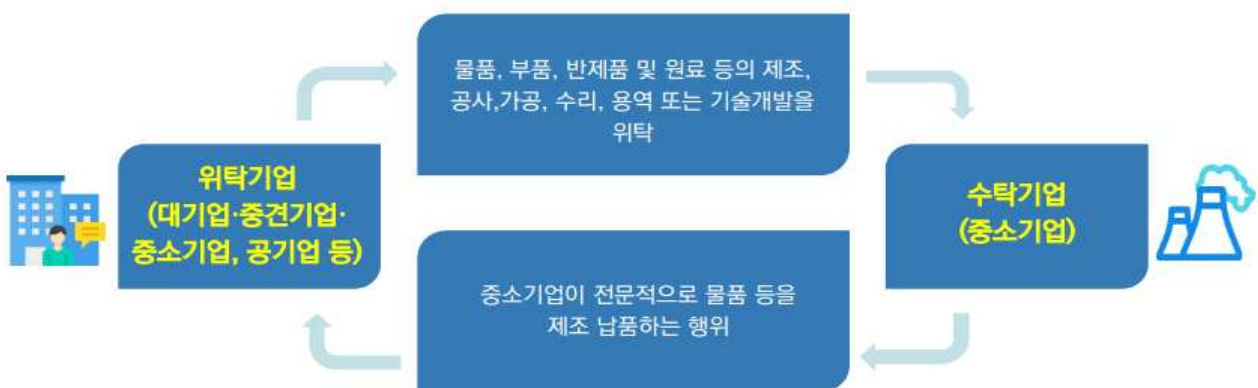 물품, 부품, 반제품 및 원료 등의 제조,
공사,가공, 수리, 용역 또는 기술개발을
위탁
위탁기업
(대기업·중견기업·
중소기업, 공기업 등)
수탁기업
(중소기업)
중소기업이 전문적으로 물품 등을
제조 납품하는 행위